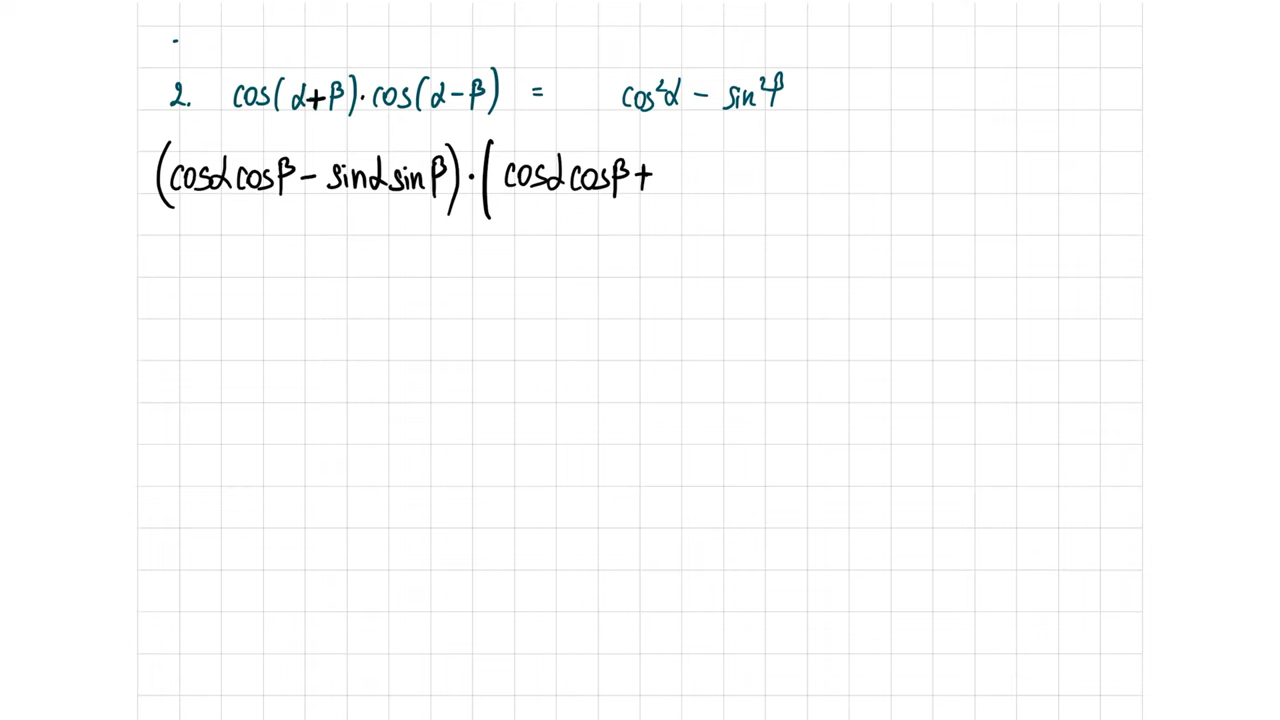 2. cos(α+β)·cos(α-β) = cos²α - sin²β
(cosα cosβ - sinα sinβ)·(cosα cosβ +